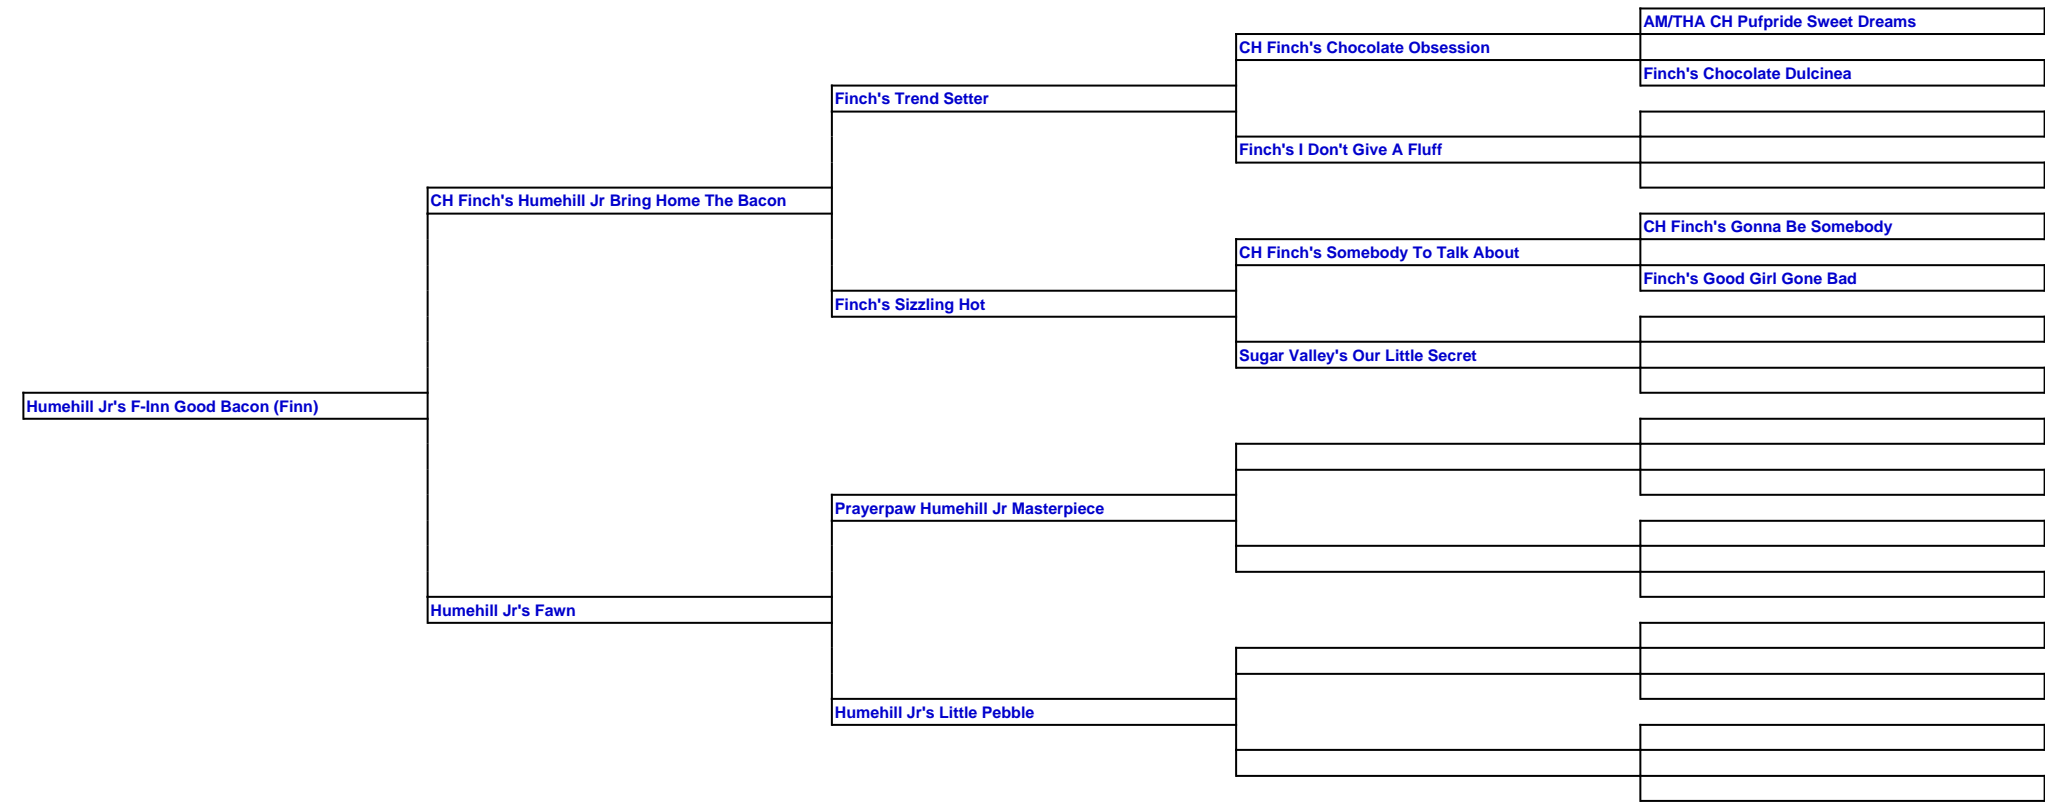 AM/THA CH Pufpride Sweet Dreams
CH Finch's Chocolate Obsession
Finch's Chocolate Dulcinea
Finch's Trend Setter
Finch's I Don't Give A Fluff
CH Finch's Humehill Jr Bring Home The Bacon
CH Finch's Gonna Be Somebody
CH Finch's Somebody To Talk About
Finch's Good Girl Gone Bad
Finch's Sizzling Hot
Sugar Valley's Our Little Secret
Humehill Jr's F-Inn Good Bacon (Finn)
Prayerpaw Humehill Jr Masterpiece
Humehill Jr's Fawn
Humehill Jr's Little Pebble